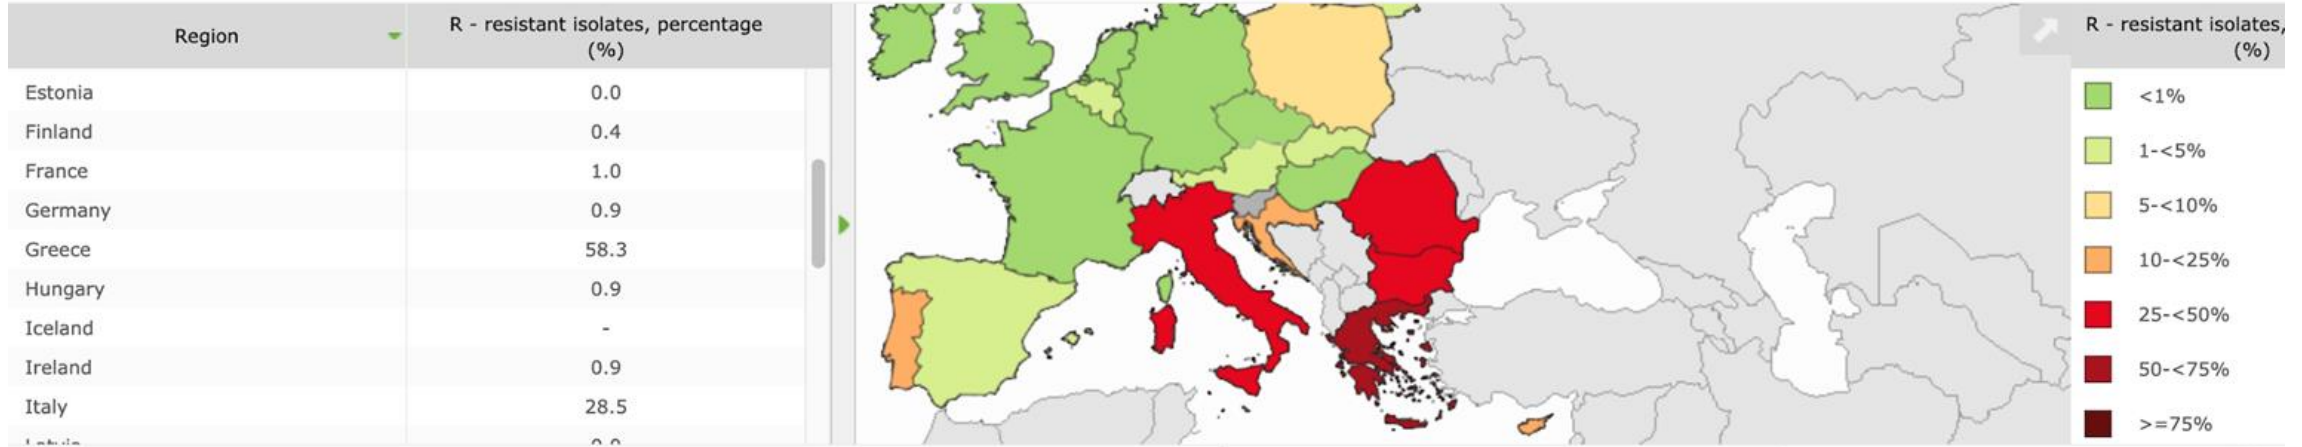 Region
R - resistant isolates, percentage
(%)
Estonia 0.0
Finland 0.4
France 1.0
Germany 0.9
Greece 58.3
Hungary 0.9
Iceland -
Ireland 0.9
Italy 28.5
R - resistant isolates,
(%)
<1%
1-<5%
5-<10%
10-<25%
25-<50%
50-<75%
>=75%